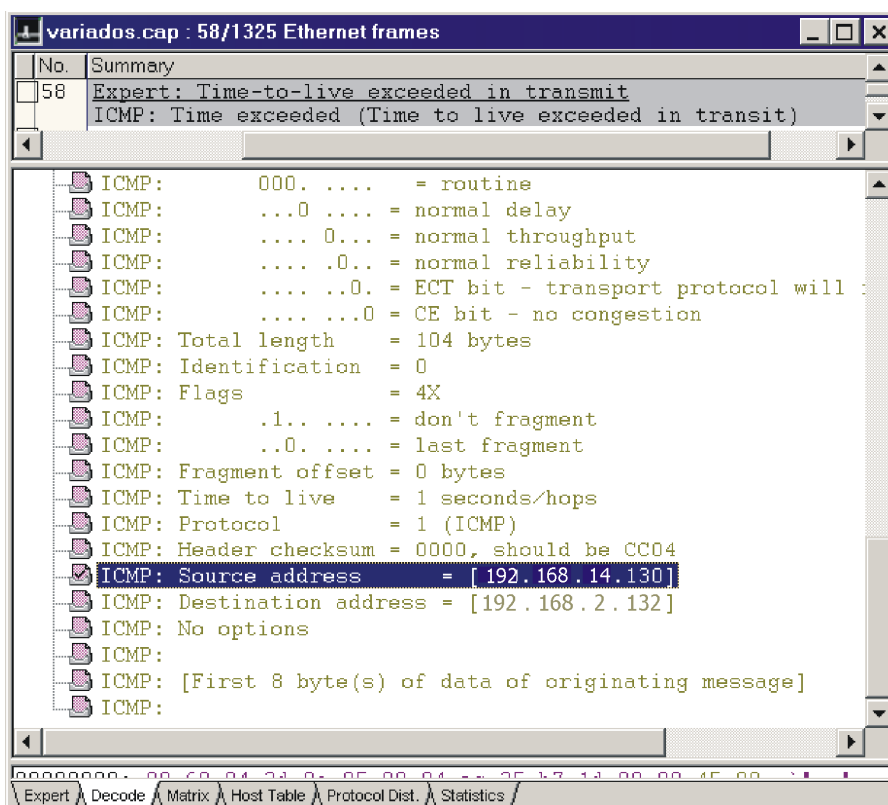 variados.cap : 58/1325 Ethernet frames
No. Summary
58 Expert: Time-to-live exceeded in transmit
ICMP: Time exceeded (Time to live exceeded in transit)
ICMP: 000. .... = routine
ICMP: ...0 .... = normal delay
ICMP: .... 0... = normal throughput
ICMP: .... .0.. = normal reliability
ICMP: .... ..0. = ECT bit - transport protocol will
ICMP: .... ...0 = CE bit - no congestion
ICMP: Total length = 104 bytes
ICMP: Identification = 0
ICMP: Flags = 4X
ICMP: .1.. .... = don't fragment
ICMP: ..0. .... = last fragment
ICMP: Fragment offset = 0 bytes
ICMP: Time to live = 1 seconds/hops
ICMP: Protocol = 1 (ICMP)
ICMP: Header checksum = 0000, should be CC04
ICMP: Source address = [192.168.14.130]
ICMP: Destination address = [192.168.2.132]
ICMP: No options
ICMP:
ICMP: [First 8 byte(s) of data of originating message]
ICMP:
Expert Decode Matrix Host Table Protocol Dist. Statistics